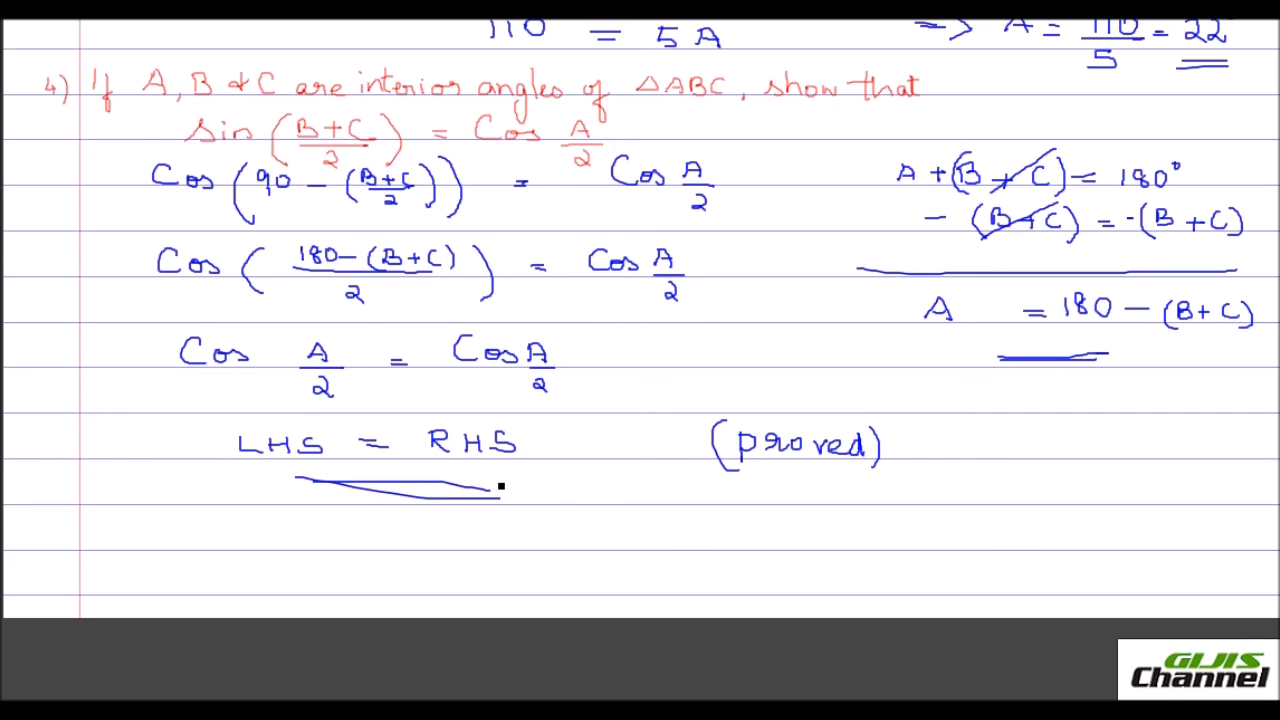 110 = 5A => A = 110/5 = 22
4) If A, B & C are interior angles of △ABC, show that
Sin ((B+C)/2) = Cos A/2
Cos (90 - ((B+C)/2)) = Cos A/2
Cos ((180-(B+C))/2) = Cos A/2
Cos A/2 = Cos A/2
LHS = RHS (proved)
A + (B + C) = 180°
- (B+C) = -(B+C)
A = 180 - (B+C)
GIJIS
Channel